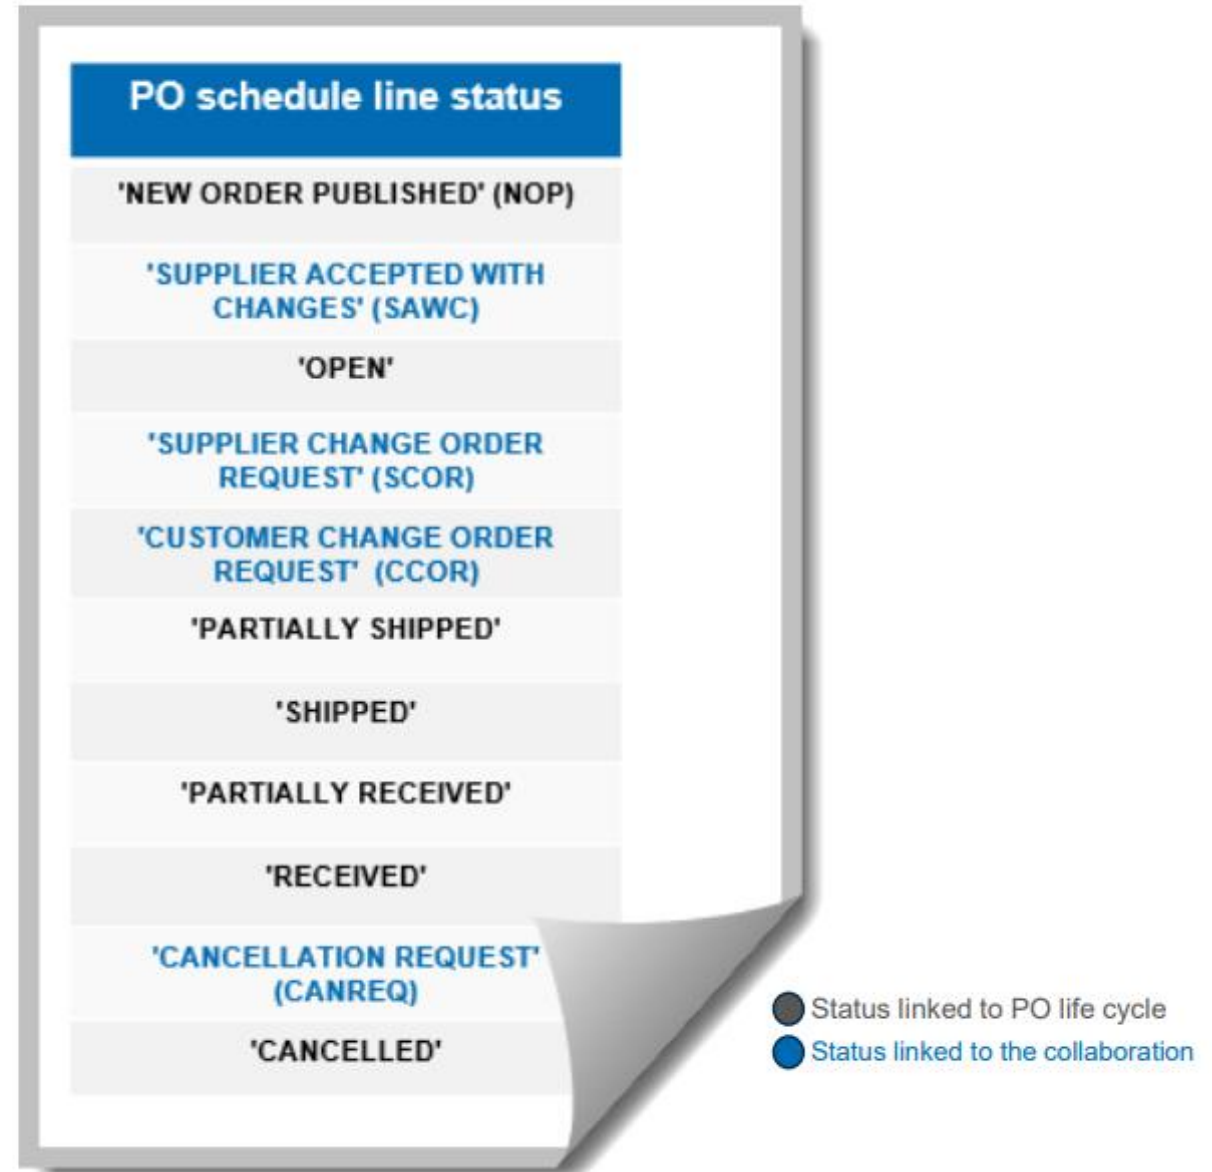 PO schedule line status
'NEW ORDER PUBLISHED' (NOP)
'SUPPLIER ACCEPTED WITH
CHANGES' (SAWC)
'OPEN'
'SUPPLIER CHANGE ORDER
REQUEST' (SCOR)
'CUSTOMER CHANGE ORDER
REQUEST' (CCOR)
'PARTIALLY SHIPPED'
'SHIPPED'
'PARTIALLY RECEIVED'
'RECEIVED'
'CANCELLATION REQUEST'
(CANREQ)
'CANCELLED'
Status linked to PO life cycle
Status linked to the collaboration